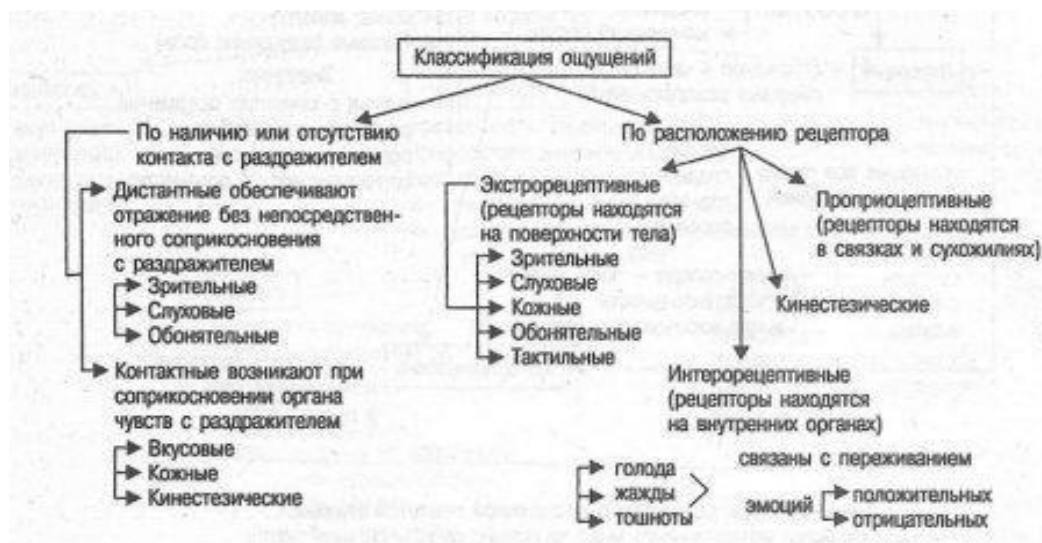 Классификация ощущений
По наличию или отсутствию
контакта с раздражителем
Дистантные обеспечивают
отражение без непосредствен-
ного соприкосновения
с раздражителем
Зрительные
Слуховые
Обонятельные
Контактные возникают при
соприкосновении органа
чувств с раздражителем
Вкусовые
Кожные
Кинестезические
По расположению рецептора
Экстрорецептивные
(рецепторы находятся
на поверхности тела)
Зрительные
Слуховые
Кожные
Обонятельные
Тактильные
Проприоцептивные
(рецепторы находятся
в связках и сухожилиях)
Кинестезические
Интерорецептивные
(рецепторы находятся
на внутренних органах)
голода
жажды
тошноты
связаны с переживанием
эмоций
положительных
отрицательных